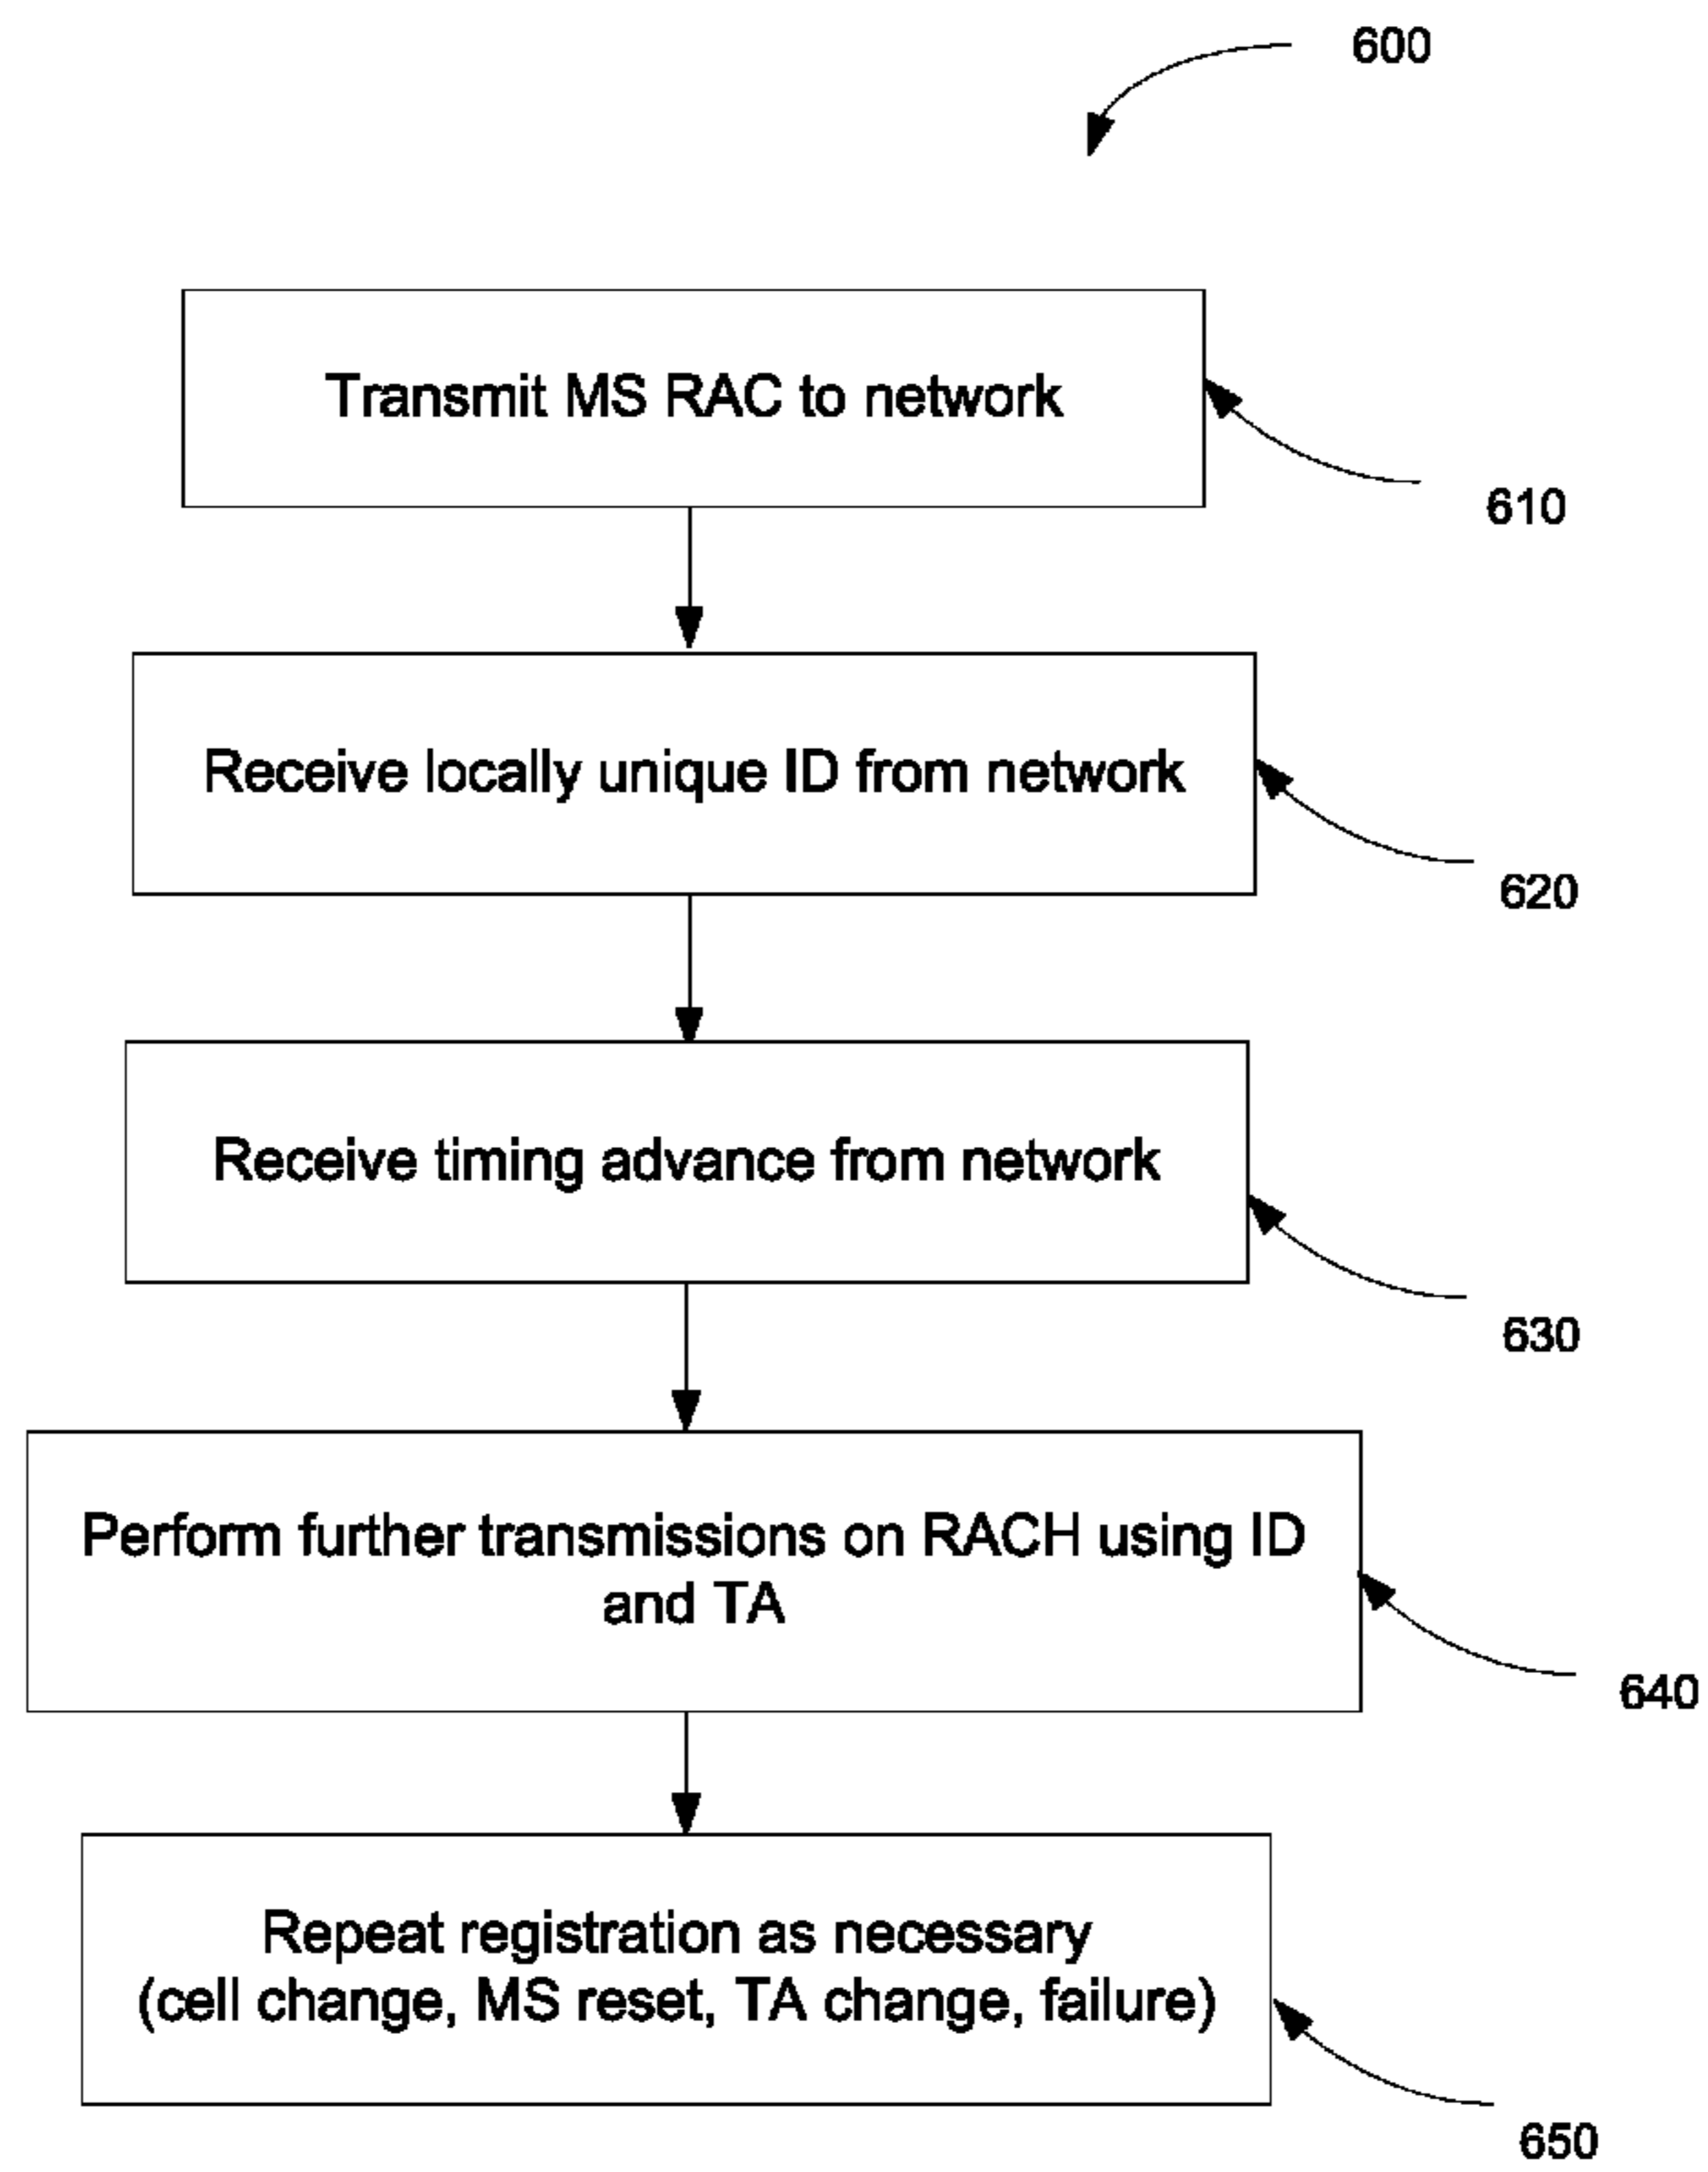 600
Transmit MS RAC to network
610
Receive locally unique ID from network
620
Receive timing advance from network
630
Perform further transmissions on RACH using ID
and TA
640
Repeat registration as necessary
(cell change, MS reset, TA change, failure)
650